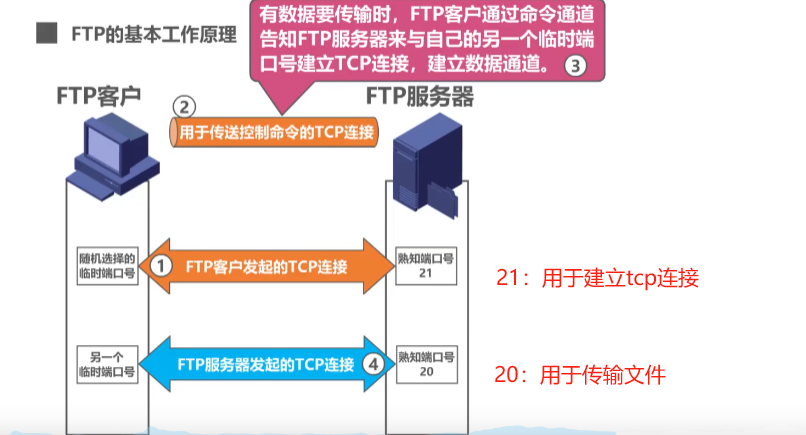 FTP的基本工作原理
有数据要传输时，FTP客户通过命令通道
告知FTP服务器来与自己的另一个临时端
口号建立TCP连接，建立数据通道。 ③
FTP客户
FTP服务器
②
用于传送控制命令的TCP连接
随机选择的
临时端口号
① FTP客户发起的TCP连接
熟知端口号
21
21：用于建立tcp连接
另一个
临时端口号
FTP服务器发起的TCP连接 ④
熟知端口号
20
20：用于传输文件